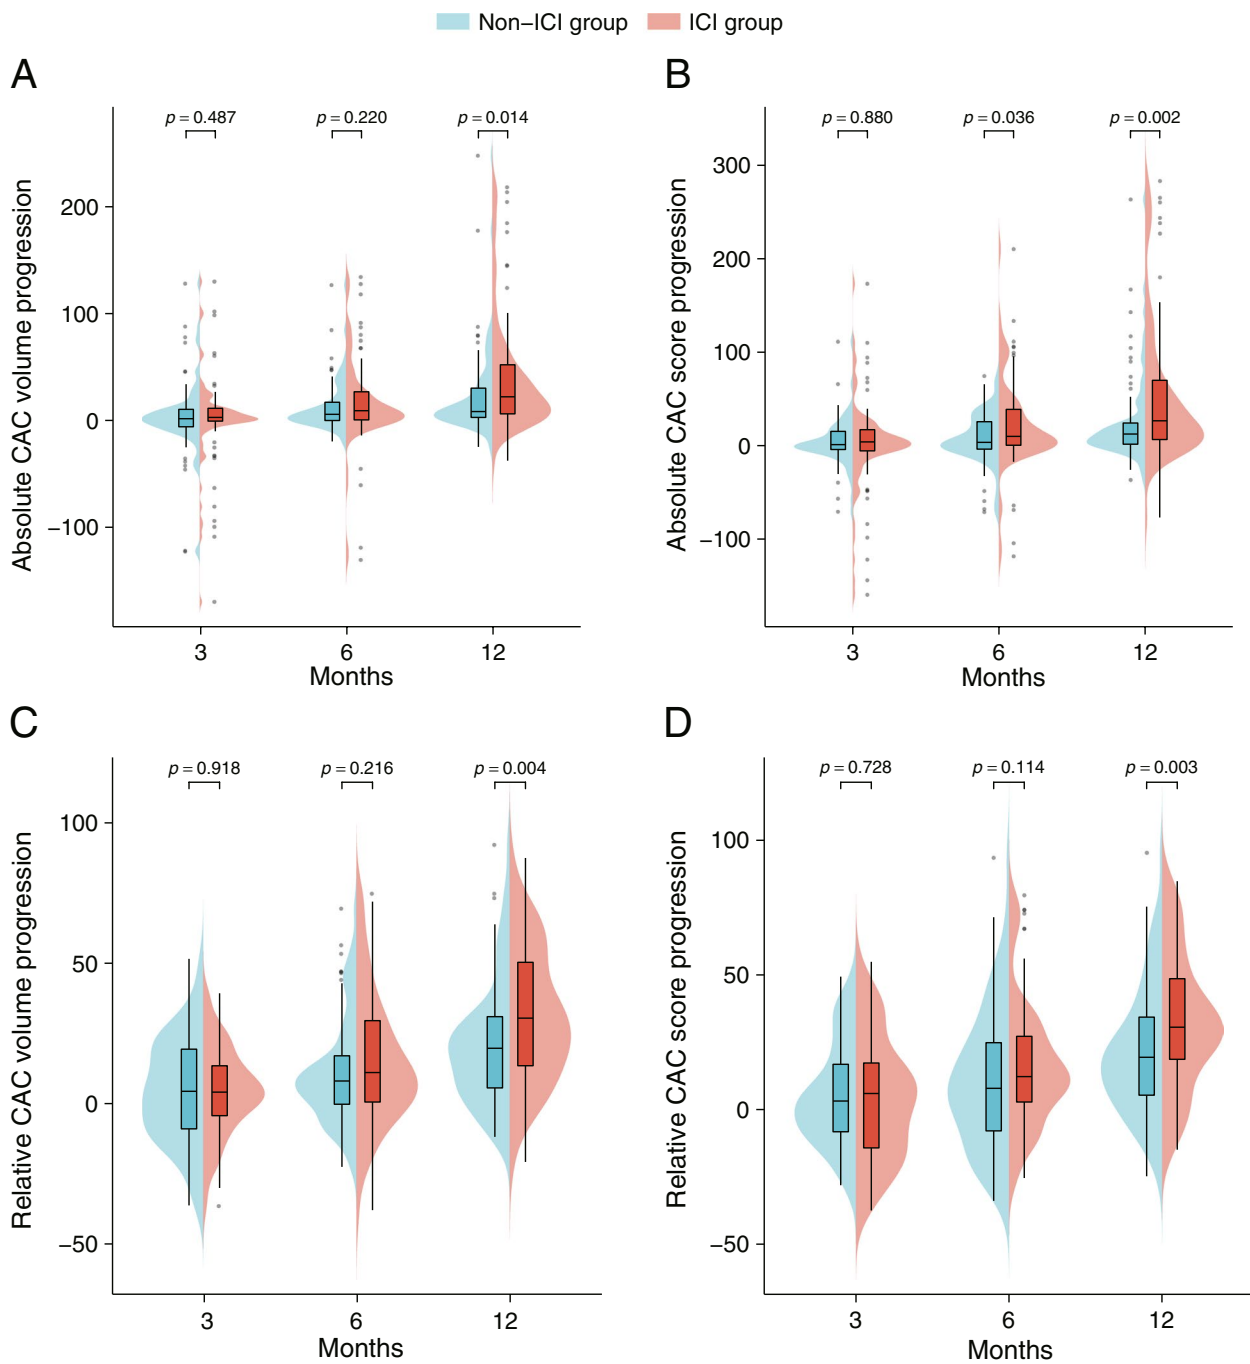 Non–ICI group ICI group
A
p = 0.487 p = 0.220 p = 0.014
Absolute CAC volume progression
200
100
0
−100
3 6 12
Months
B
p = 0.880 p = 0.036 p = 0.002
Absolute CAC score progression
300
200
100
0
−100
3 6 12
Months
C
p = 0.918 p = 0.216 p = 0.004
Relative CAC volume progression
100
50
0
−50
3 6 12
Months
D
p = 0.728 p = 0.114 p = 0.003
Relative CAC score progression
100
50
0
−50
3 6 12
Months